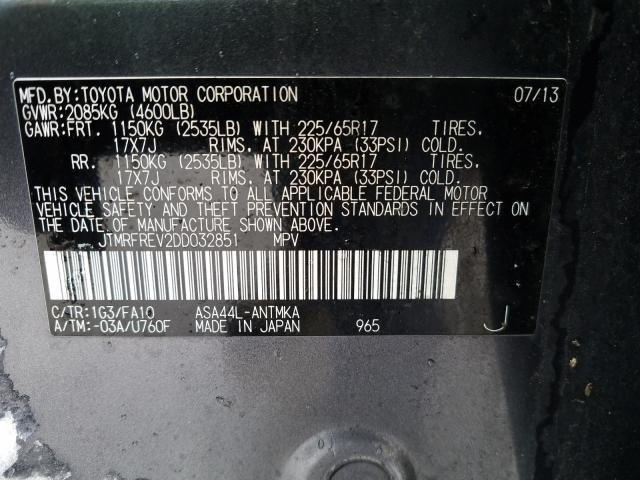 MFD.BY:TOYOTA MOTOR CORPORATION 07/13
GVWR:2085KG (4600LB)
GAWR:FRT. 1150KG (2535LB) WITH 225/65R17 TIRES,
17X7J RIMS, AT 230KPA (33PSI) COLD.
RR. 1150KG (2535LB) WITH 225/65R17 TIRES,
17X7J RIMS, AT 230KPA (33PSI) COLD.
THIS VEHICLE CONFORMS TO ALL APPLICABLE FEDERAL MOTOR
VEHICLE SAFETY AND THEFT PREVENTION STANDARDS IN EFFECT ON
THE DATE OF MANUFACTURE SHOWN ABOVE.
JTMRFREV2DD032851 MPV
C/TR:1G3/FA10 ASA44L-ANTMKA
A/TM:-03A/U760F MADE IN JAPAN 965 J